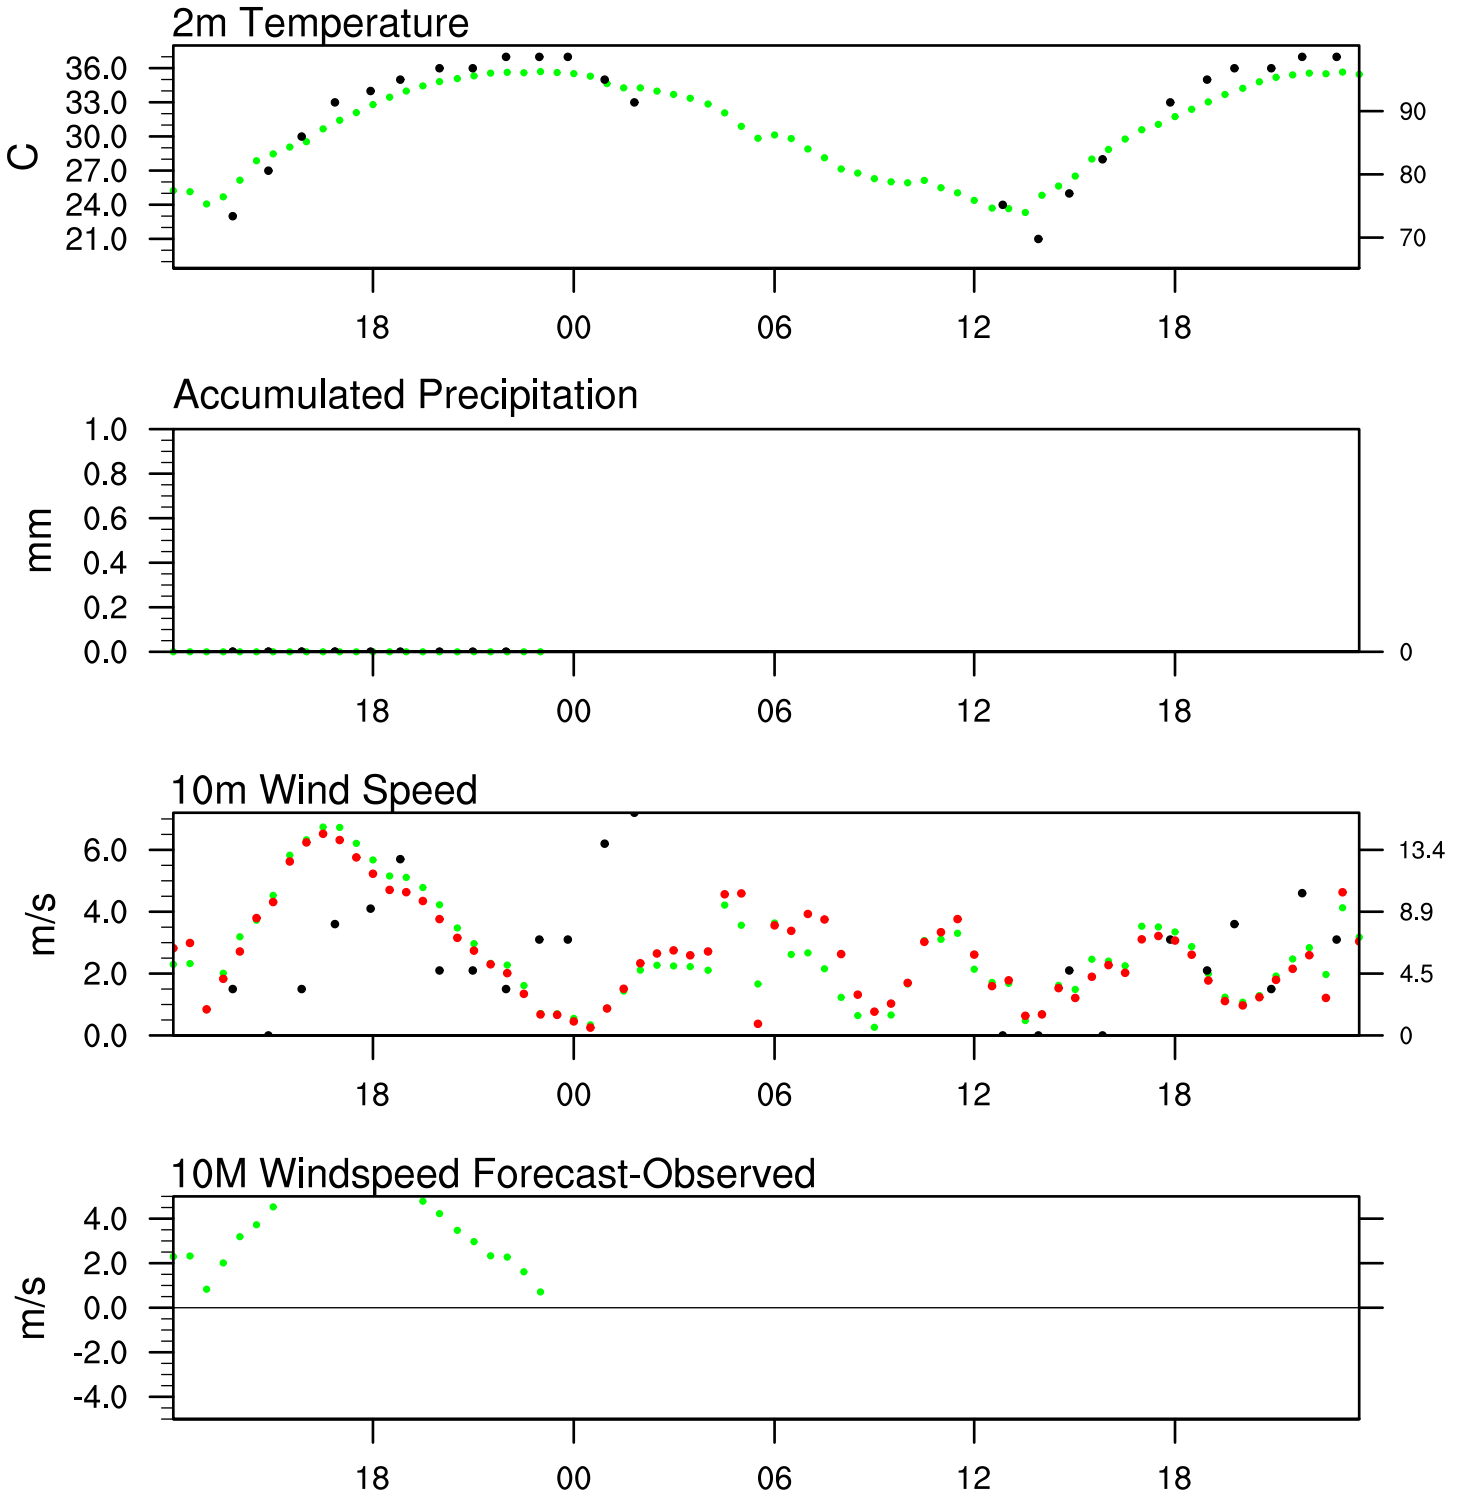 2m Temperature
C
36.0
33.0
30.0
27.0
24.0
21.0
90
80
70
18 00 06 12 18
Accumulated Precipitation
mm
1.0
0.8
0.6
0.4
0.2
0.0
0
18 00 06 12 18
10m Wind Speed
m/s
6.0
4.0
2.0
0.0
13.4
8.9
4.5
0
18 00 06 12 18
10M Windspeed Forecast-Observed
m/s
4.0
2.0
0.0
-2.0
-4.0
18 00 06 12 18